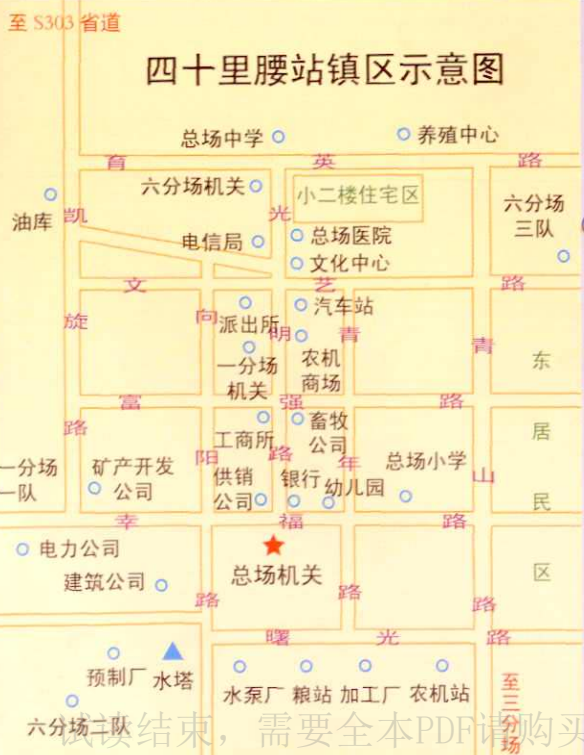 至 S303 省道
四十里腰站镇区示意图
总场中学
养殖中心
育英路
六分场机关
小二楼住宅区
六分场
三队
油库
凯旋路
光明路
电信局
总场医院
文化中心
文艺路
向阳路
派出所
汽车站
青年路
青山路
一分场
机关
农机
商场
东居民区
富强路
工商所
畜牧
公司
一分场
一队
矿产开发
公司
供销
公司
银行
幼儿园
总场小学
幸福路
电力公司
总场机关
建筑公司
曙光路
预制厂
水塔
水泵厂
粮站
加工厂
农机站
至三分场
六分场二队
试读结束，需要全本PDF请购买